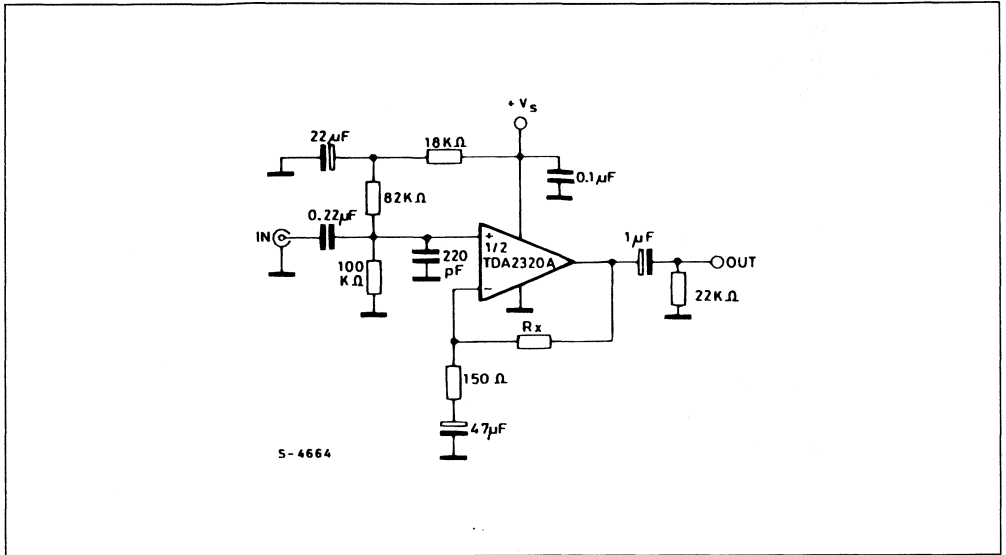 + Vs
22µF
18KΩ
0.1µF
82KΩ
0.22µF
IN
+
1/2
TDA2320A
−
220
pF
100
KΩ
1µF
OUT
22KΩ
Rx
150 Ω
47µF
S-4664